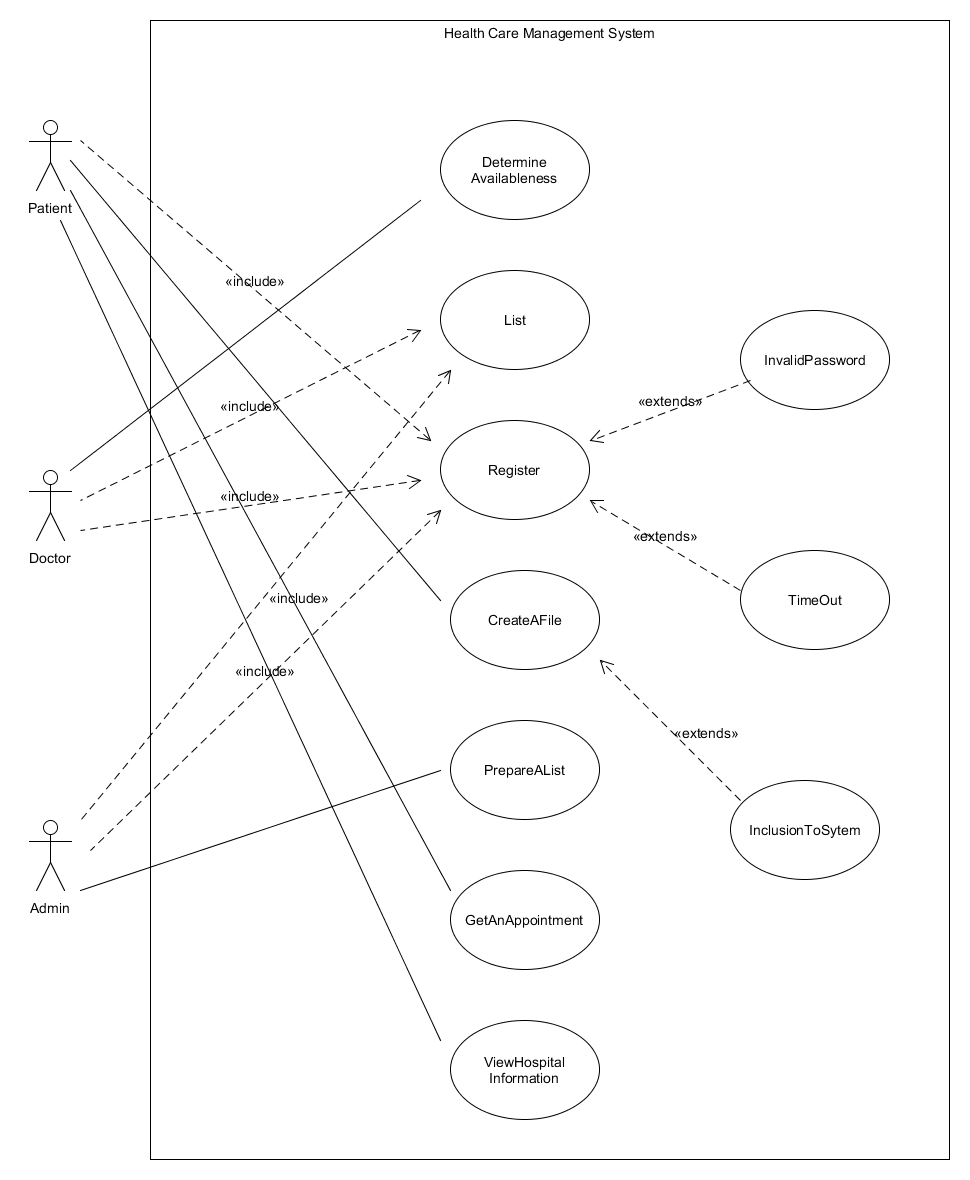 Health Care Management System
Patient
Determine
Availableness
«include»
List
InvalidPassword
«include»
«extends»
Register
Doctor
«include»
«extends»
«include»
CreateAFile
TimeOut
«include»
«extends»
PrepareAList
InclusionToSytem
Admin
GetAnAppointment
ViewHospital
Information